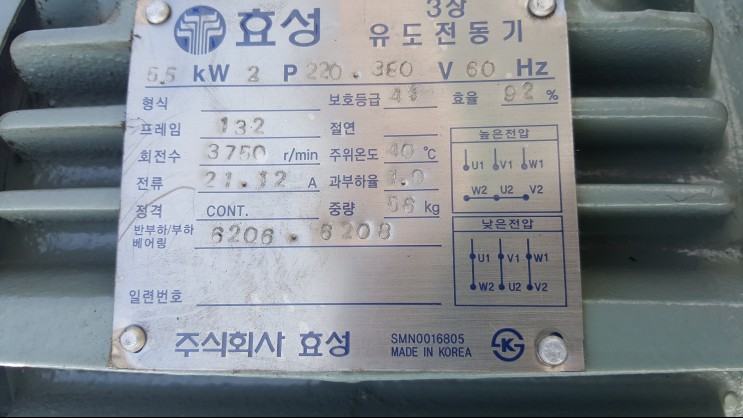 효성
3상
유도전동기
5.5 kW 2 P 220·380 V 60 Hz
형식 보호등급 44 효율 92 %
프레임 132 절연
회전수 3750 r/min 주위온도 40 °C
전류 21·12 A 과부하율 1.0
정격 CONT. 중량 56 kg
반부하/부하
베어링 6206·6208
일련번호
높은전압
U1 V1 W1
W2 U2 V2
낮은전압
U1 V1 W1
W2 U2 V2
주식회사 효성
SMN0016805
MADE IN KOREA